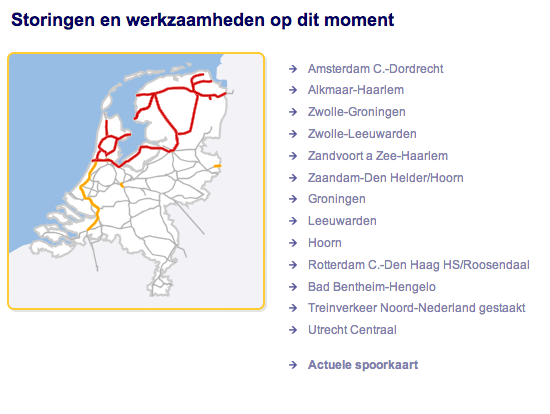 Storingen en werkzaamheden op dit moment
Amsterdam C.-Dordrecht
Alkmaar-Haarlem
Zwolle-Groningen
Zwolle-Leeuwarden
Zandvoort a Zee-Haarlem
Zaandam-Den Helder/Hoorn
Groningen
Leeuwarden
Hoorn
Rotterdam C.-Den Haag HS/Roosendaal
Bad Bentheim-Hengelo
Treinverkeer Noord-Nederland gestaakt
Utrecht Centraal
Actuele spoorkaart